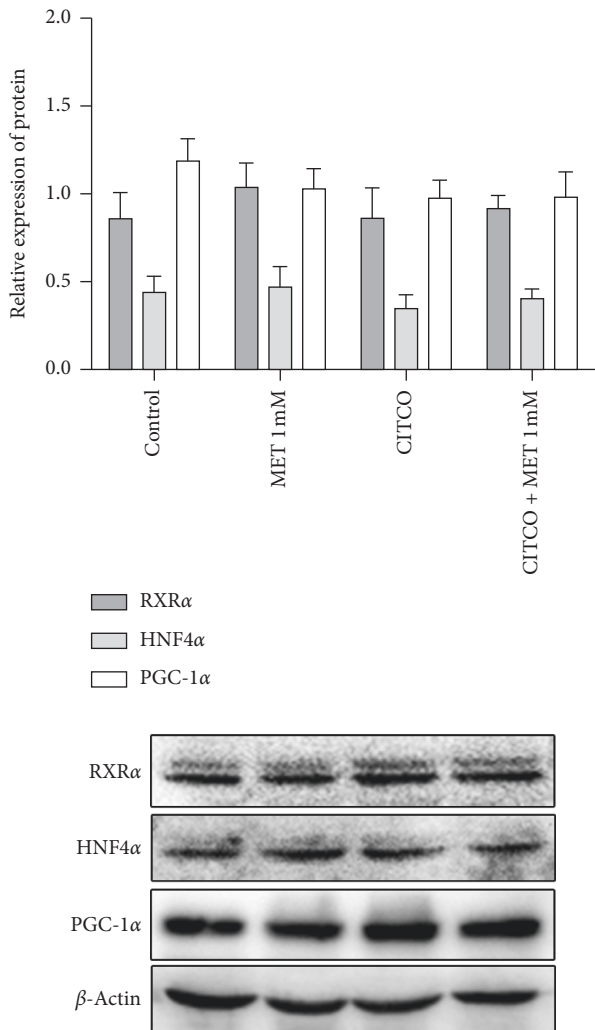 2.0
1.5
1.0
0.5
0.0
Relative expression of protein
Control
MET 1 mM
CITCO
CITCO + MET 1 mM
RXRα
HNF4α
PGC-1α
RXRα
HNF4α
PGC-1α
β-Actin